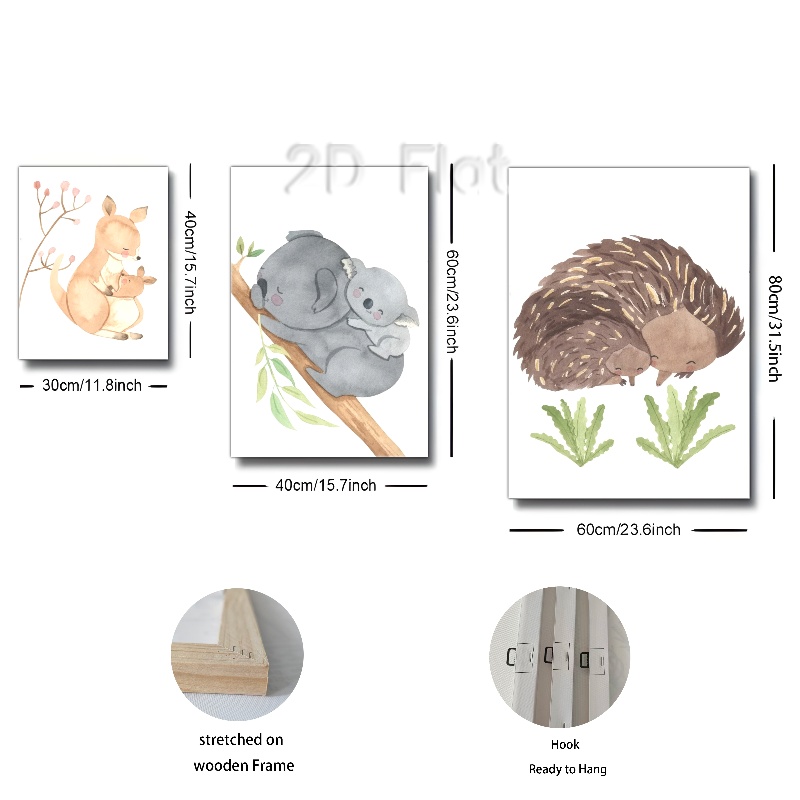 2D Flat
40cm/15.7inch
30cm/11.8inch
60cm/23.6inch
40cm/15.7inch
80cm/31.5inch
60cm/23.6inch
stretched on
wooden Frame
Hook
Ready to Hang